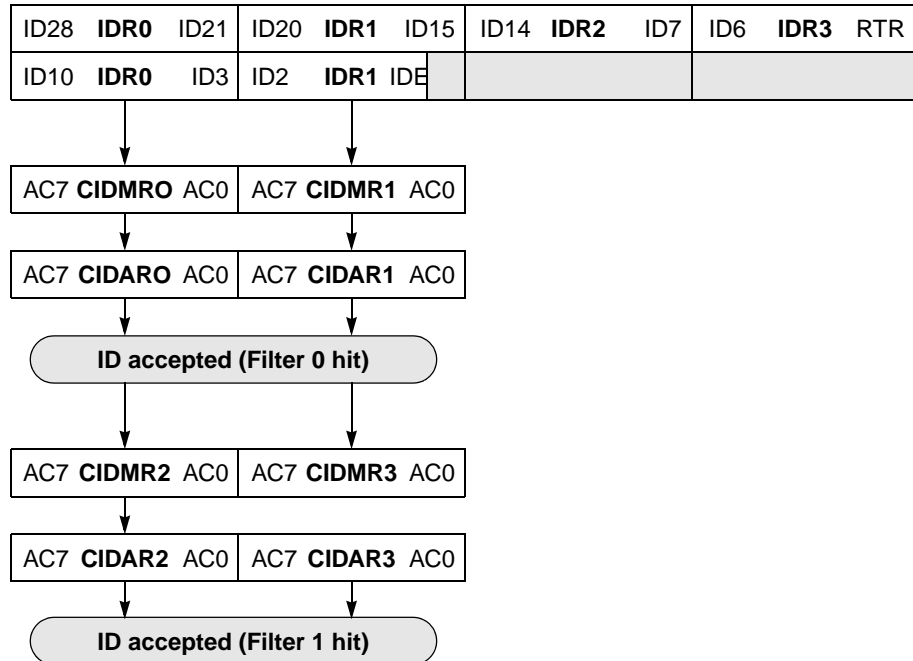 ID28 IDR0 ID21 ID20 IDR1 ID15 ID14 IDR2 ID7 ID6 IDR3 RTR
ID10 IDR0 ID3 ID2 IDR1 IDE
AC7 CIDMRO AC0 AC7 CIDMR1 AC0
AC7 CIDARO AC0 AC7 CIDAR1 AC0
ID accepted (Filter 0 hit)
AC7 CIDMR2 AC0 AC7 CIDMR3 AC0
AC7 CIDAR2 AC0 AC7 CIDAR3 AC0
ID accepted (Filter 1 hit)